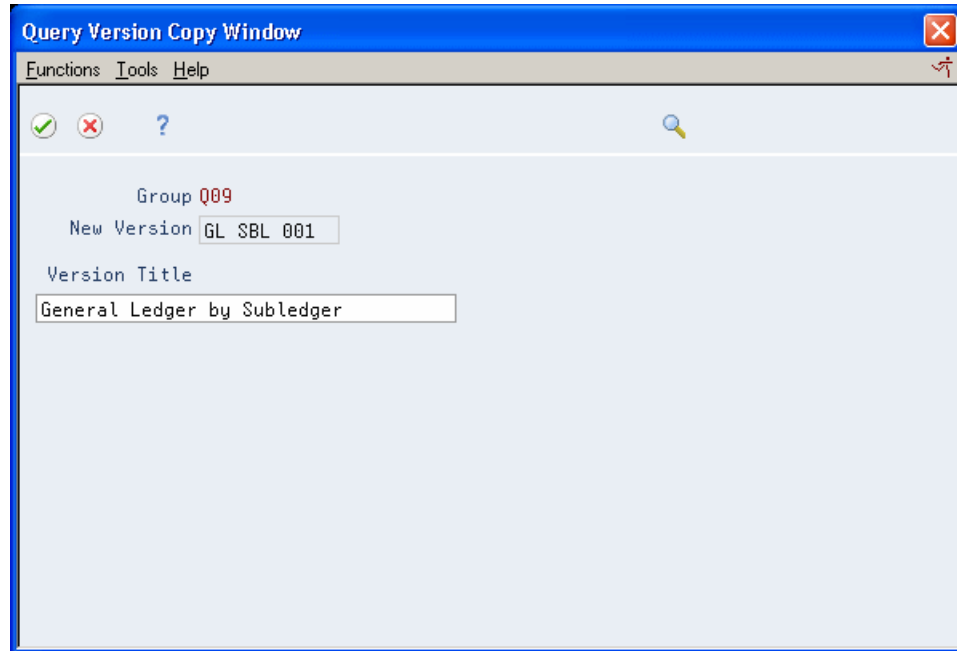 Query Version Copy Window
Functions Tools Help
?
Group Q09
New Version GL SBL 001
Version Title
General Ledger by Subledger